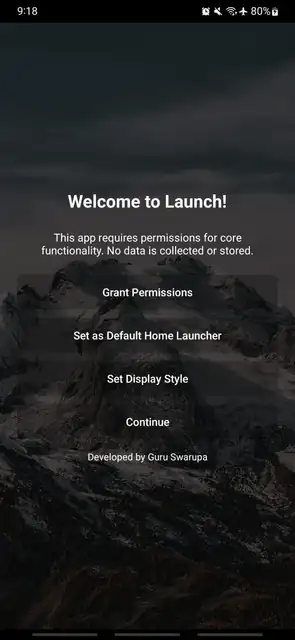 9:18
80%
Welcome to Launch!
This app requires permissions for core
functionality. No data is collected or stored.
Grant Permissions
Set as Default Home Launcher
Set Display Style
Continue
Developed by Guru Swarupa